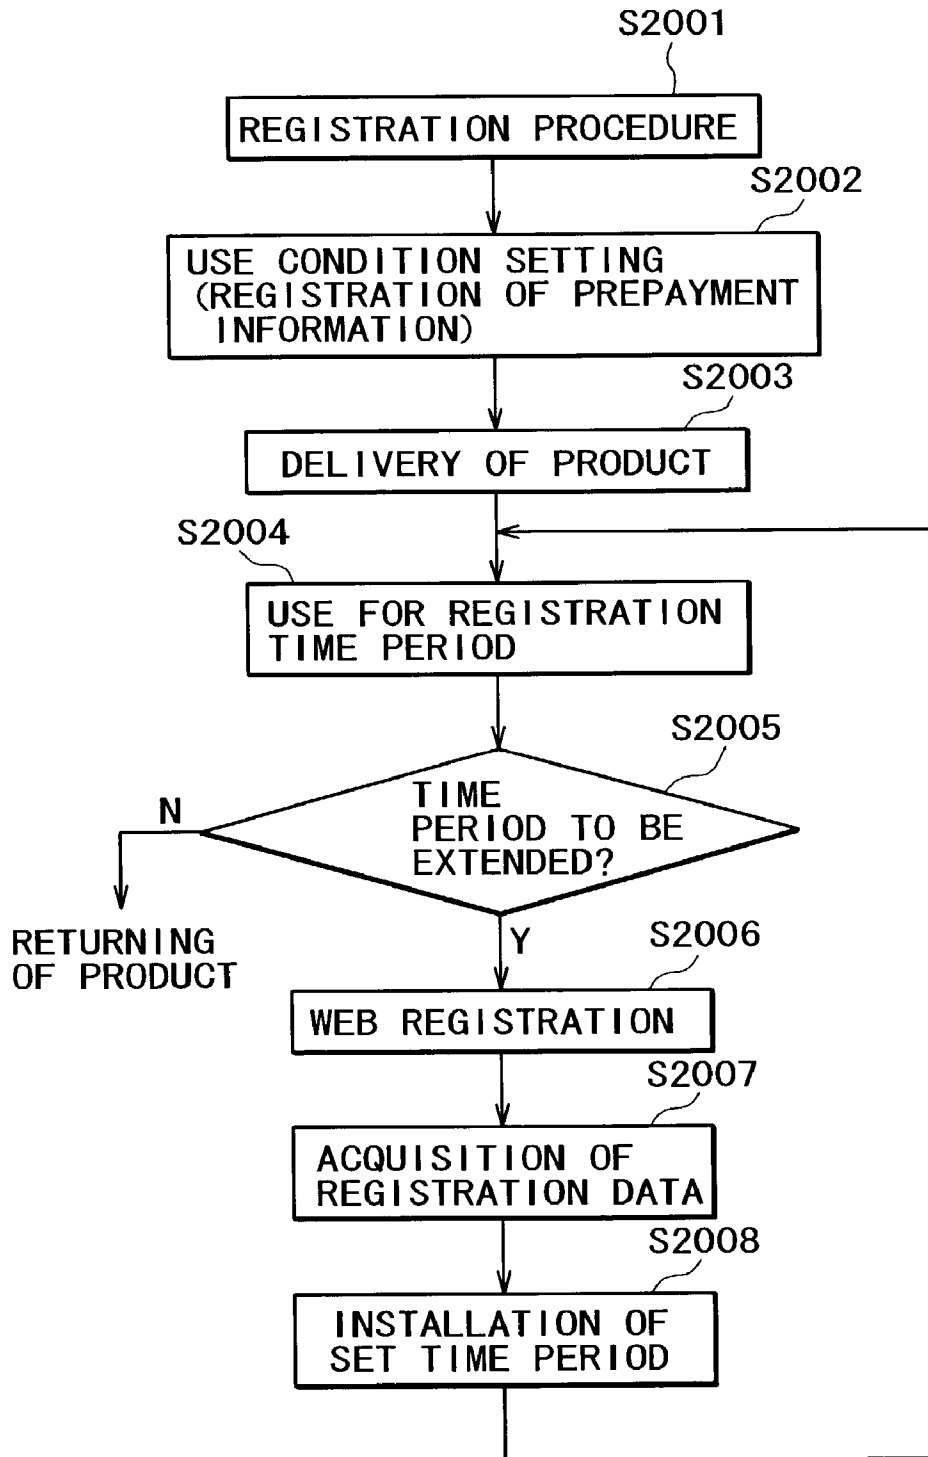 S2001
REGISTRATION PROCEDURE
S2002
USE CONDITION SETTING
(REGISTRATION OF PREPAYMENT
INFORMATION)
S2003
DELIVERY OF PRODUCT
S2004
USE FOR REGISTRATION
TIME PERIOD
S2005
TIME
PERIOD TO BE
EXTENDED?
N
RETURNING
OF PRODUCT
Y
S2006
WEB REGISTRATION
S2007
ACQUISITION OF
REGISTRATION DATA
S2008
INSTALLATION OF
SET TIME PERIOD